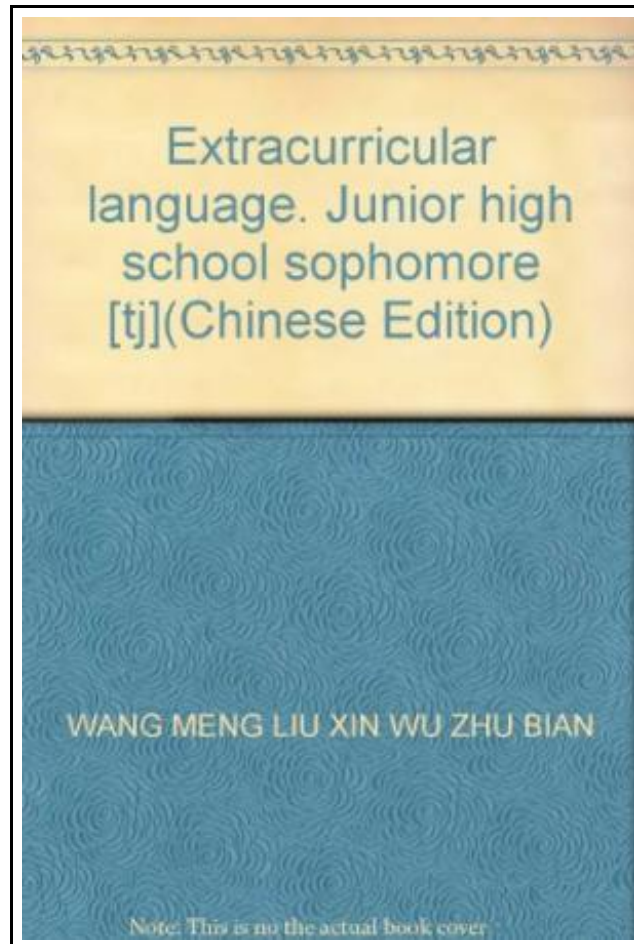 Extracurricular
language. Junior high
school sophomore
[tj](Chinese Edition)
WANG MENG LIU XIN WU ZHU BIAN
Note: This is no the actual book cover